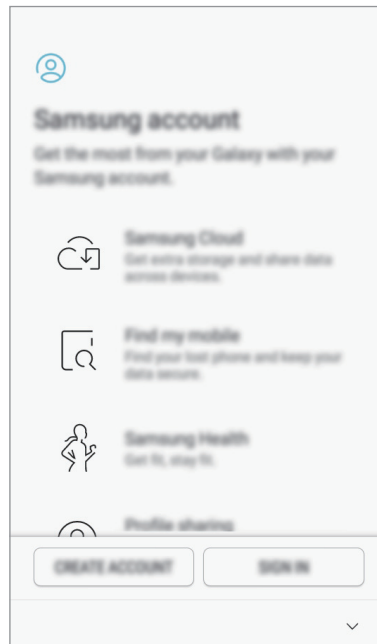 Samsung account
Get the most from your Galaxy with your
Samsung account.
Samsung Cloud
Get extra storage and share data
across devices.
Find my mobile
Find your lost phone and keep your
data secure.
Samsung Health
Get fit, stay fit.
Profile sharing
CREATE ACCOUNT
SIGN IN